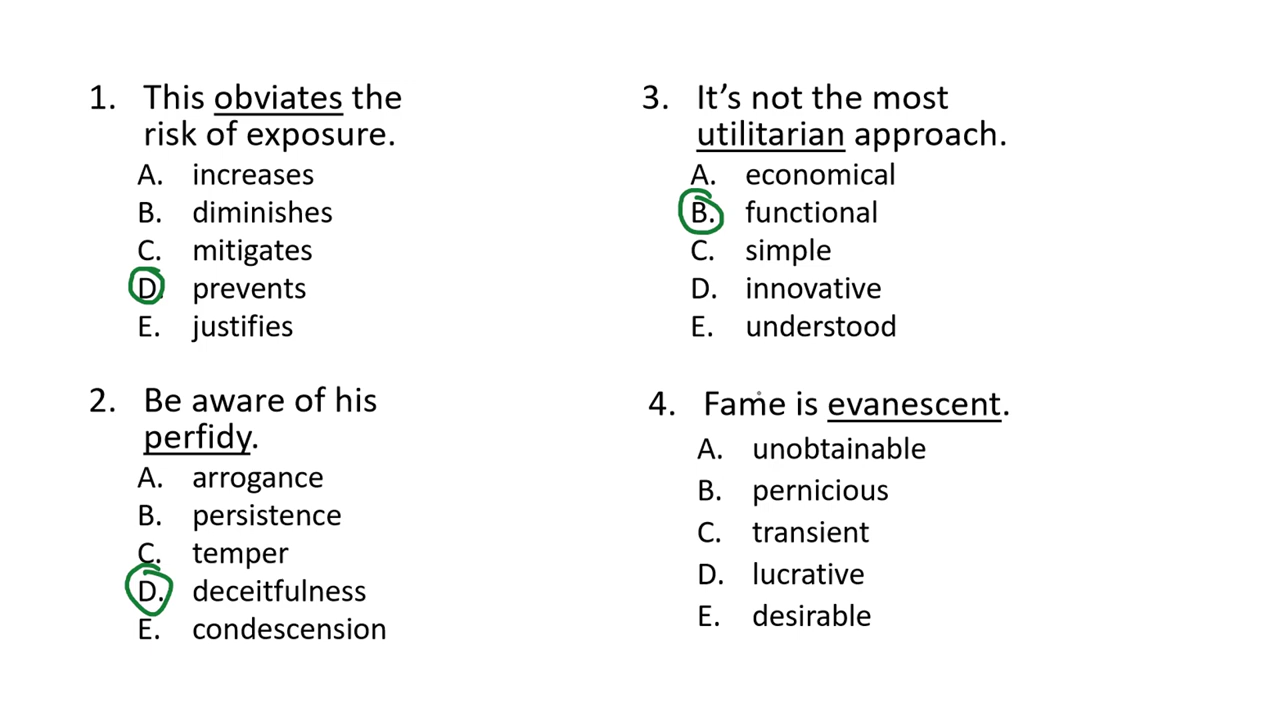 1. This obviates the
risk of exposure.
A. increases
B. diminishes
C. mitigates
D. prevents
E. justifies
2. Be aware of his
perfidy.
A. arrogance
B. persistence
C. temper
D. deceitfulness
E. condescension
3. It's not the most
utilitarian approach.
A. economical
B. functional
C. simple
D. innovative
E. understood
4. Fame is evanescent.
A. unobtainable
B. pernicious
C. transient
D. lucrative
E. desirable